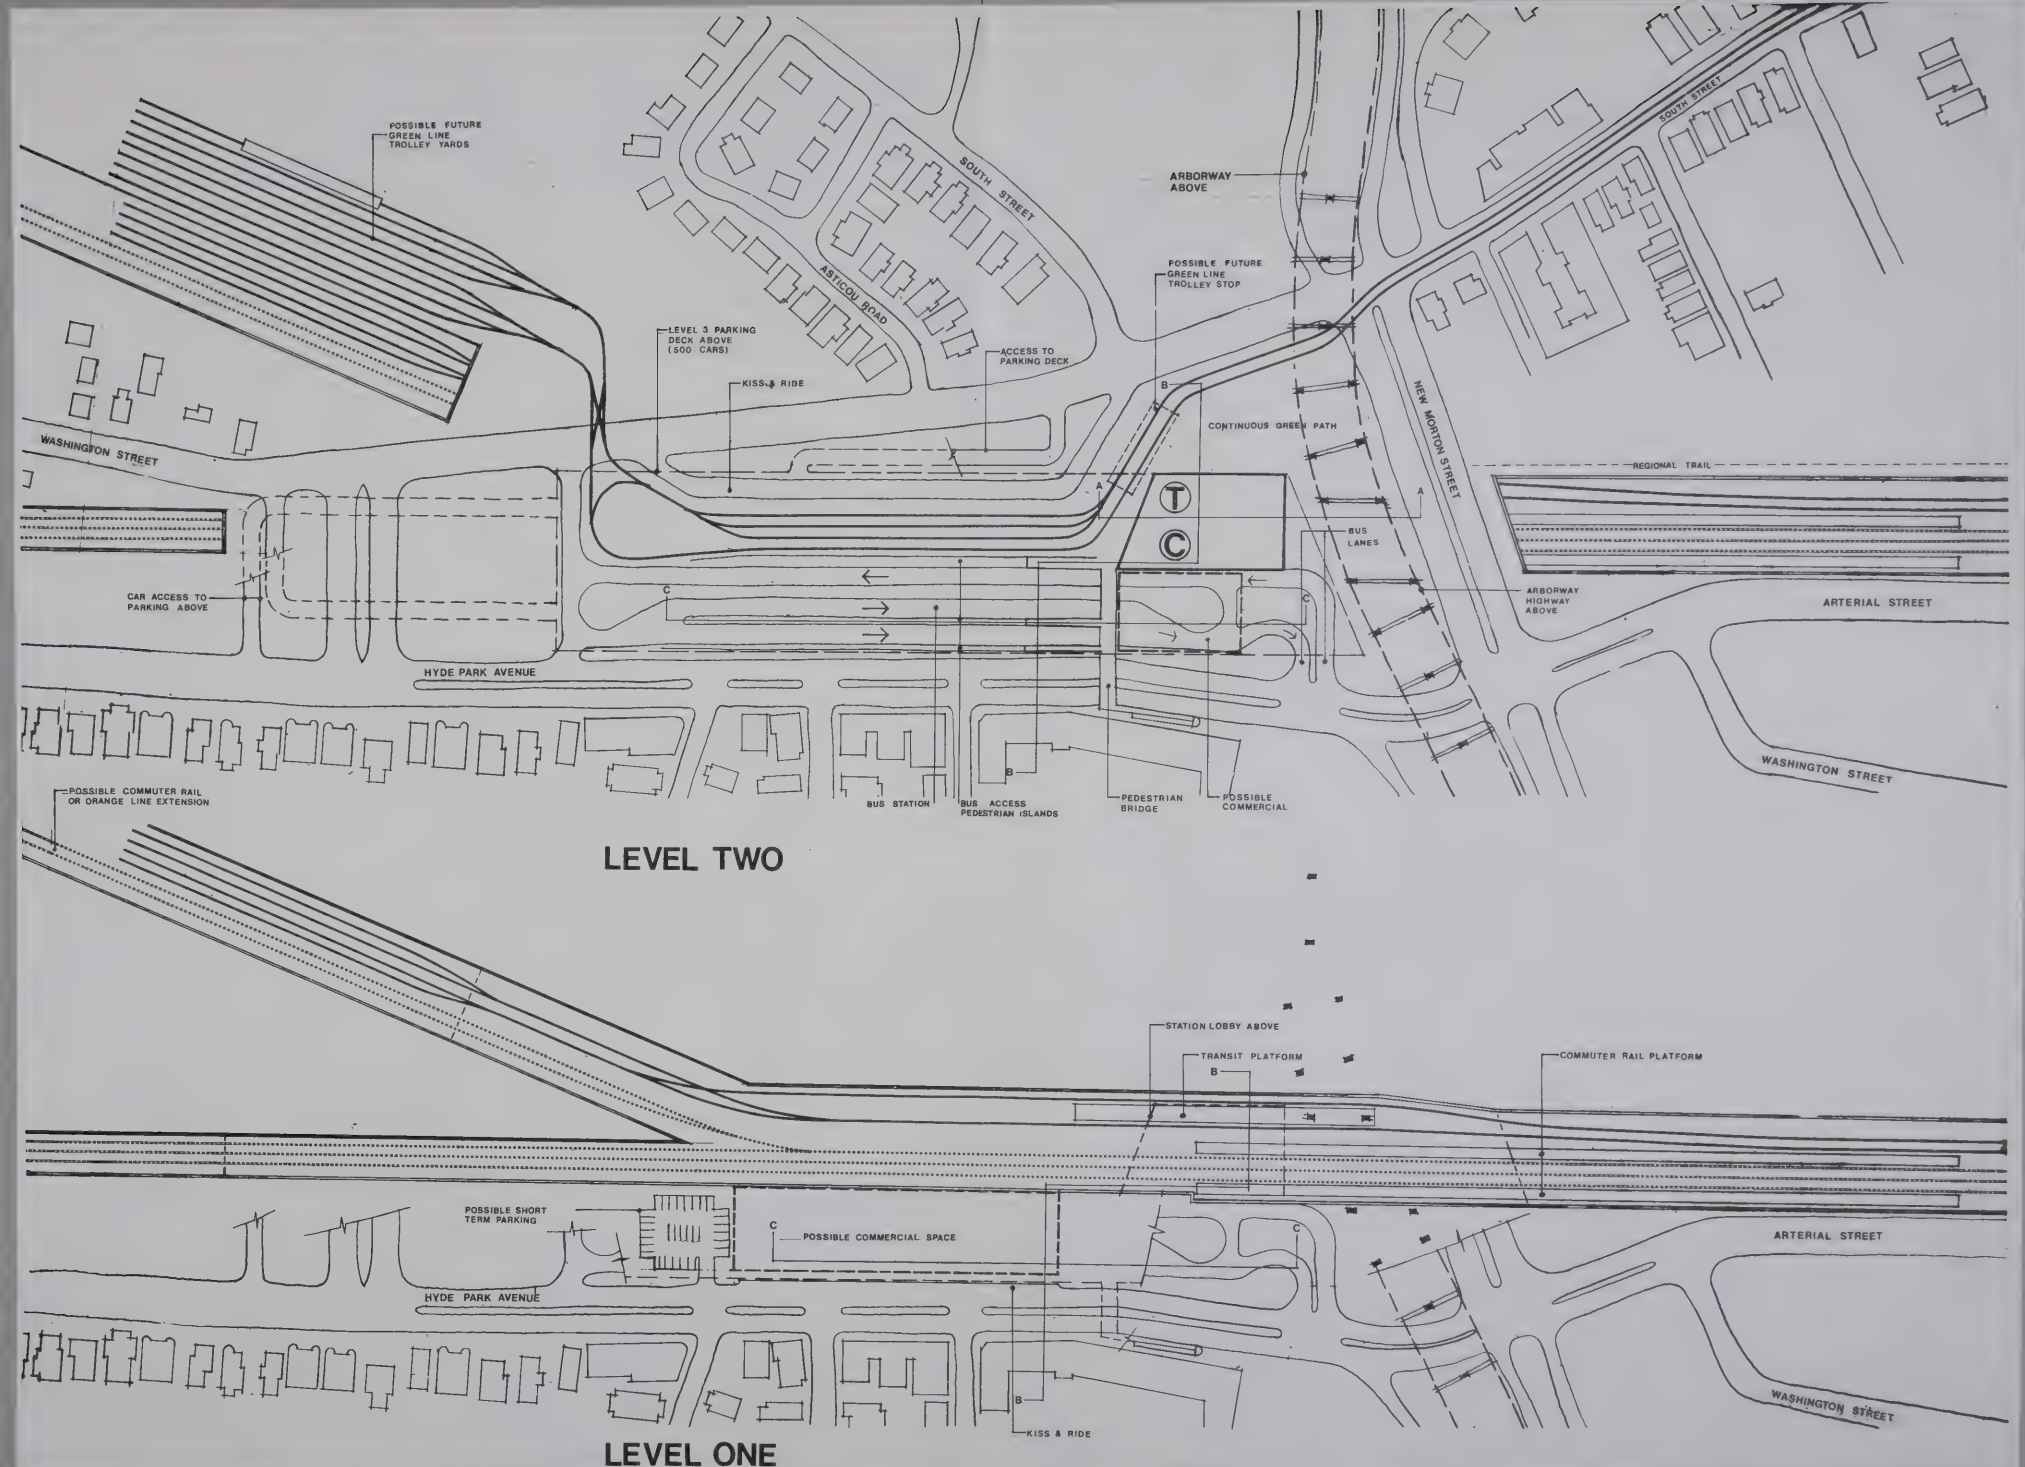 POSSIBLE FUTURE
GREEN LINE
TROLLEY YARDS
SOUTH STREET
SOUTH STREET
ARBORWAY
ABOVE
POSSIBLE FUTURE
GREEN LINE
TROLLEY STOP
ASTICOU ROAD
LEVEL 3 PARKING
DECK ABOVE
(500 CARS)
ACCESS TO
PARKING DECK
KISS & RIDE
B
CONTINUOUS GREEN PATH
NEW MORTON STREET
WASHINGTON STREET
REGIONAL TRAIL
A
T
A
C
BUS
LANES
C
C
CAR ACCESS TO
PARKING ABOVE
ARBORWAY
HIGHWAY
ABOVE
ARTERIAL STREET
HYDE PARK AVENUE
B
WASHINGTON STREET
POSSIBLE COMMUTER RAIL
OR ORANGE LINE EXTENSION
BUS STATION
BUS ACCESS
PEDESTRIAN ISLANDS
PEDESTRIAN
BRIDGE
POSSIBLE
COMMERCIAL
LEVEL TWO
STATION LOBBY ABOVE
TRANSIT PLATFORM
B
COMMUTER RAIL PLATFORM
POSSIBLE SHORT
TERM PARKING
C
POSSIBLE COMMERCIAL SPACE
C
ARTERIAL STREET
HYDE PARK AVENUE
B
WASHINGTON STREET
KISS & RIDE
LEVEL ONE